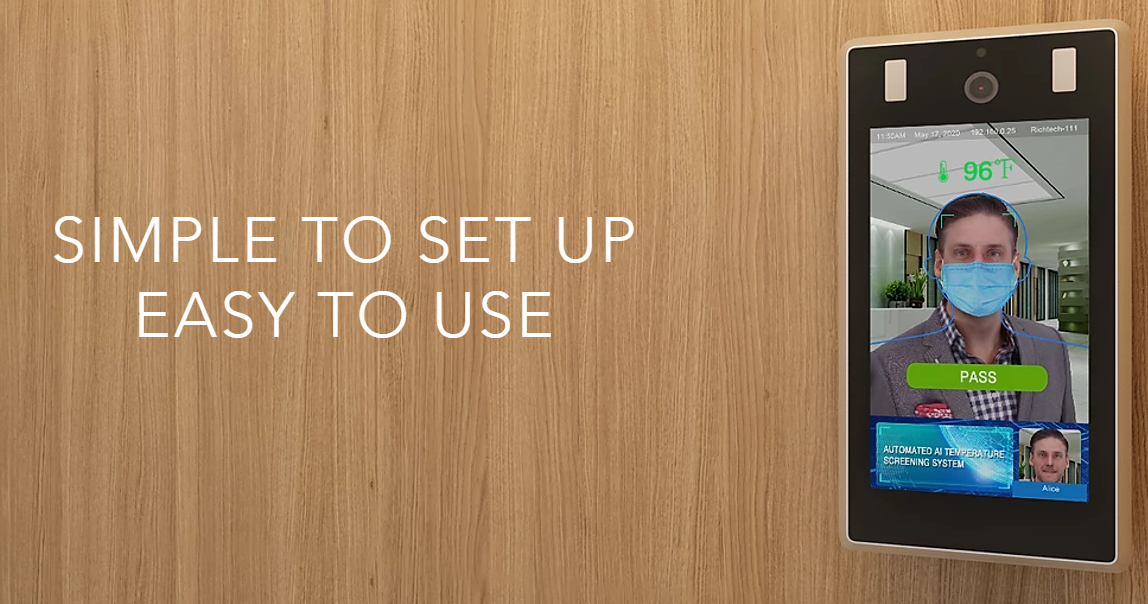 SIMPLE TO SET UP
EASY TO USE
11:50AM May 17, 2020 192.160.0.25 Richtech-111
96°F
PASS
AUTOMATED AI TEMPERATURE
SCREENING SYSTEM
Alice